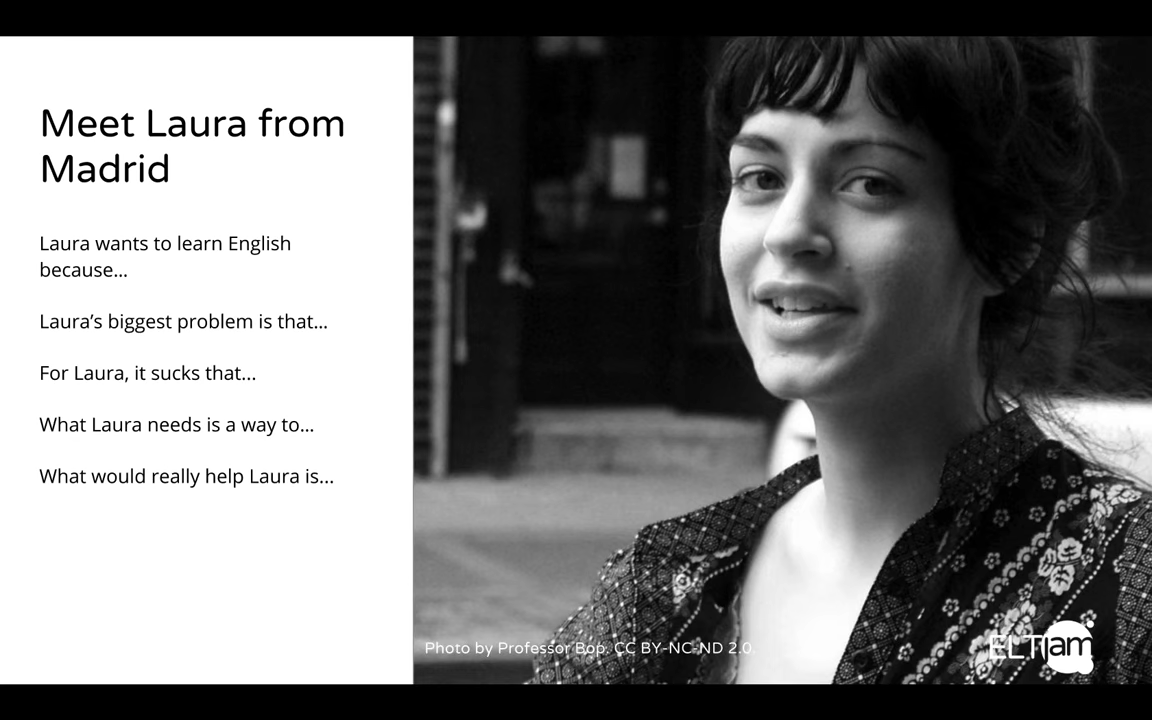 Meet Laura from
Madrid
Laura wants to learn English
because...
Laura's biggest problem is that...
For Laura, it sucks that...
What Laura needs is a way to...
What would really help Laura is...
Photo by Professor Bop. CC BY-NC-ND 2.0.
ELTjam